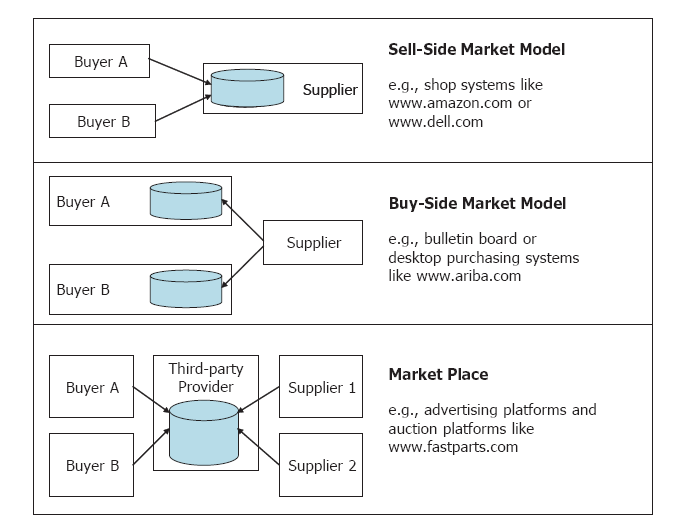 Buyer A
Buyer B
Supplier
Sell-Side Market Model
e.g., shop systems like
www.amazon.com or
www.dell.com
Buyer A
Buyer B
Supplier
Buy-Side Market Model
e.g., bulletin board or
desktop purchasing systems
like www.ariba.com
Buyer A
Buyer B
Third-party
Provider
Supplier 1
Supplier 2
Market Place
e.g., advertising platforms and
auction platforms like
www.fastparts.com